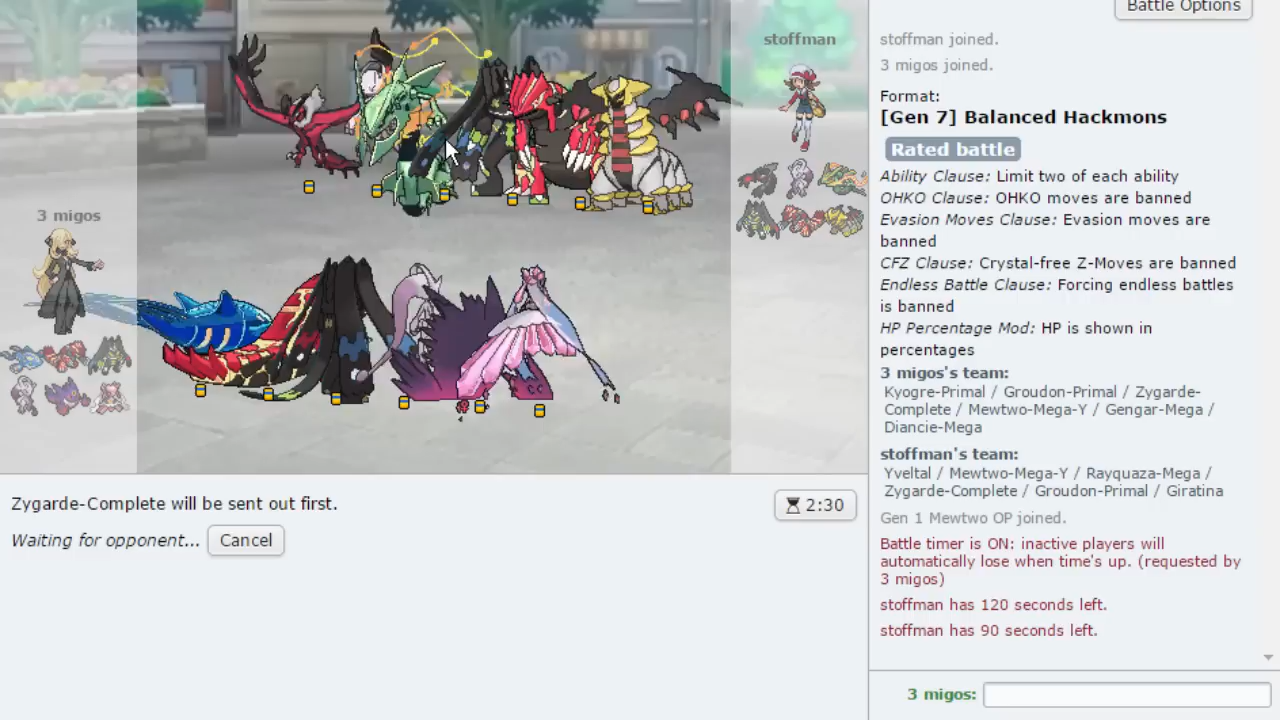 Battle Options
stoffman
3 migos
Zygarde-Complete will be sent out first.
2:30
Waiting for opponent...
Cancel
stoffman joined.
3 migos joined.
Format:
[Gen 7] Balanced Hackmons
Rated battle
Ability Clause: Limit two of each ability
OHKO Clause: OHKO moves are banned
Evasion Moves Clause: Evasion moves are
banned
CFZ Clause: Crystal-free Z-Moves are banned
Endless Battle Clause: Forcing endless battles
is banned
HP Percentage Mod: HP is shown in
percentages
3 migos's team:
Kyogre-Primal / Groudon-Primal / Zygarde-
Complete / Mewtwo-Mega-Y / Gengar-Mega /
Diancie-Mega
stoffman's team:
Yveltal / Mewtwo-Mega-Y / Rayquaza-Mega /
Zygarde-Complete / Groudon-Primal / Giratina
Gen 1 Mewtwo OP joined.
Battle timer is ON: inactive players will
automatically lose when time's up. (requested by
3 migos)
stoffman has 120 seconds left.
stoffman has 90 seconds left.
3 migos: